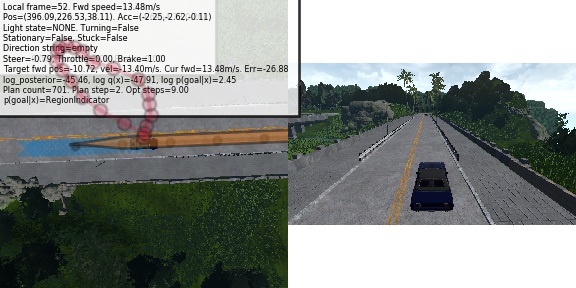 Local frame=52. Fwd speed=13.48m/s
Pos=(396.09,226.53,38.11). Acc=(-2.25,-2.62,-0.11)
Light state=NONE. Turning=False
Stationary=False, Stuck=False
Direction string=empty
Steer=-0.79, Throttle=0.00, Brake=1.00
Target fwd pos=-10.72, vel=-13.40m/s. Cur fwd=13.48m/s. Err=-26.88
log_posterior=-45.46, log q(x)=-47.91, log p(goal|x)=2.45
Plan count=701. Plan step=2. Opt steps=9.00
p(goal|x)=RegionIndicator